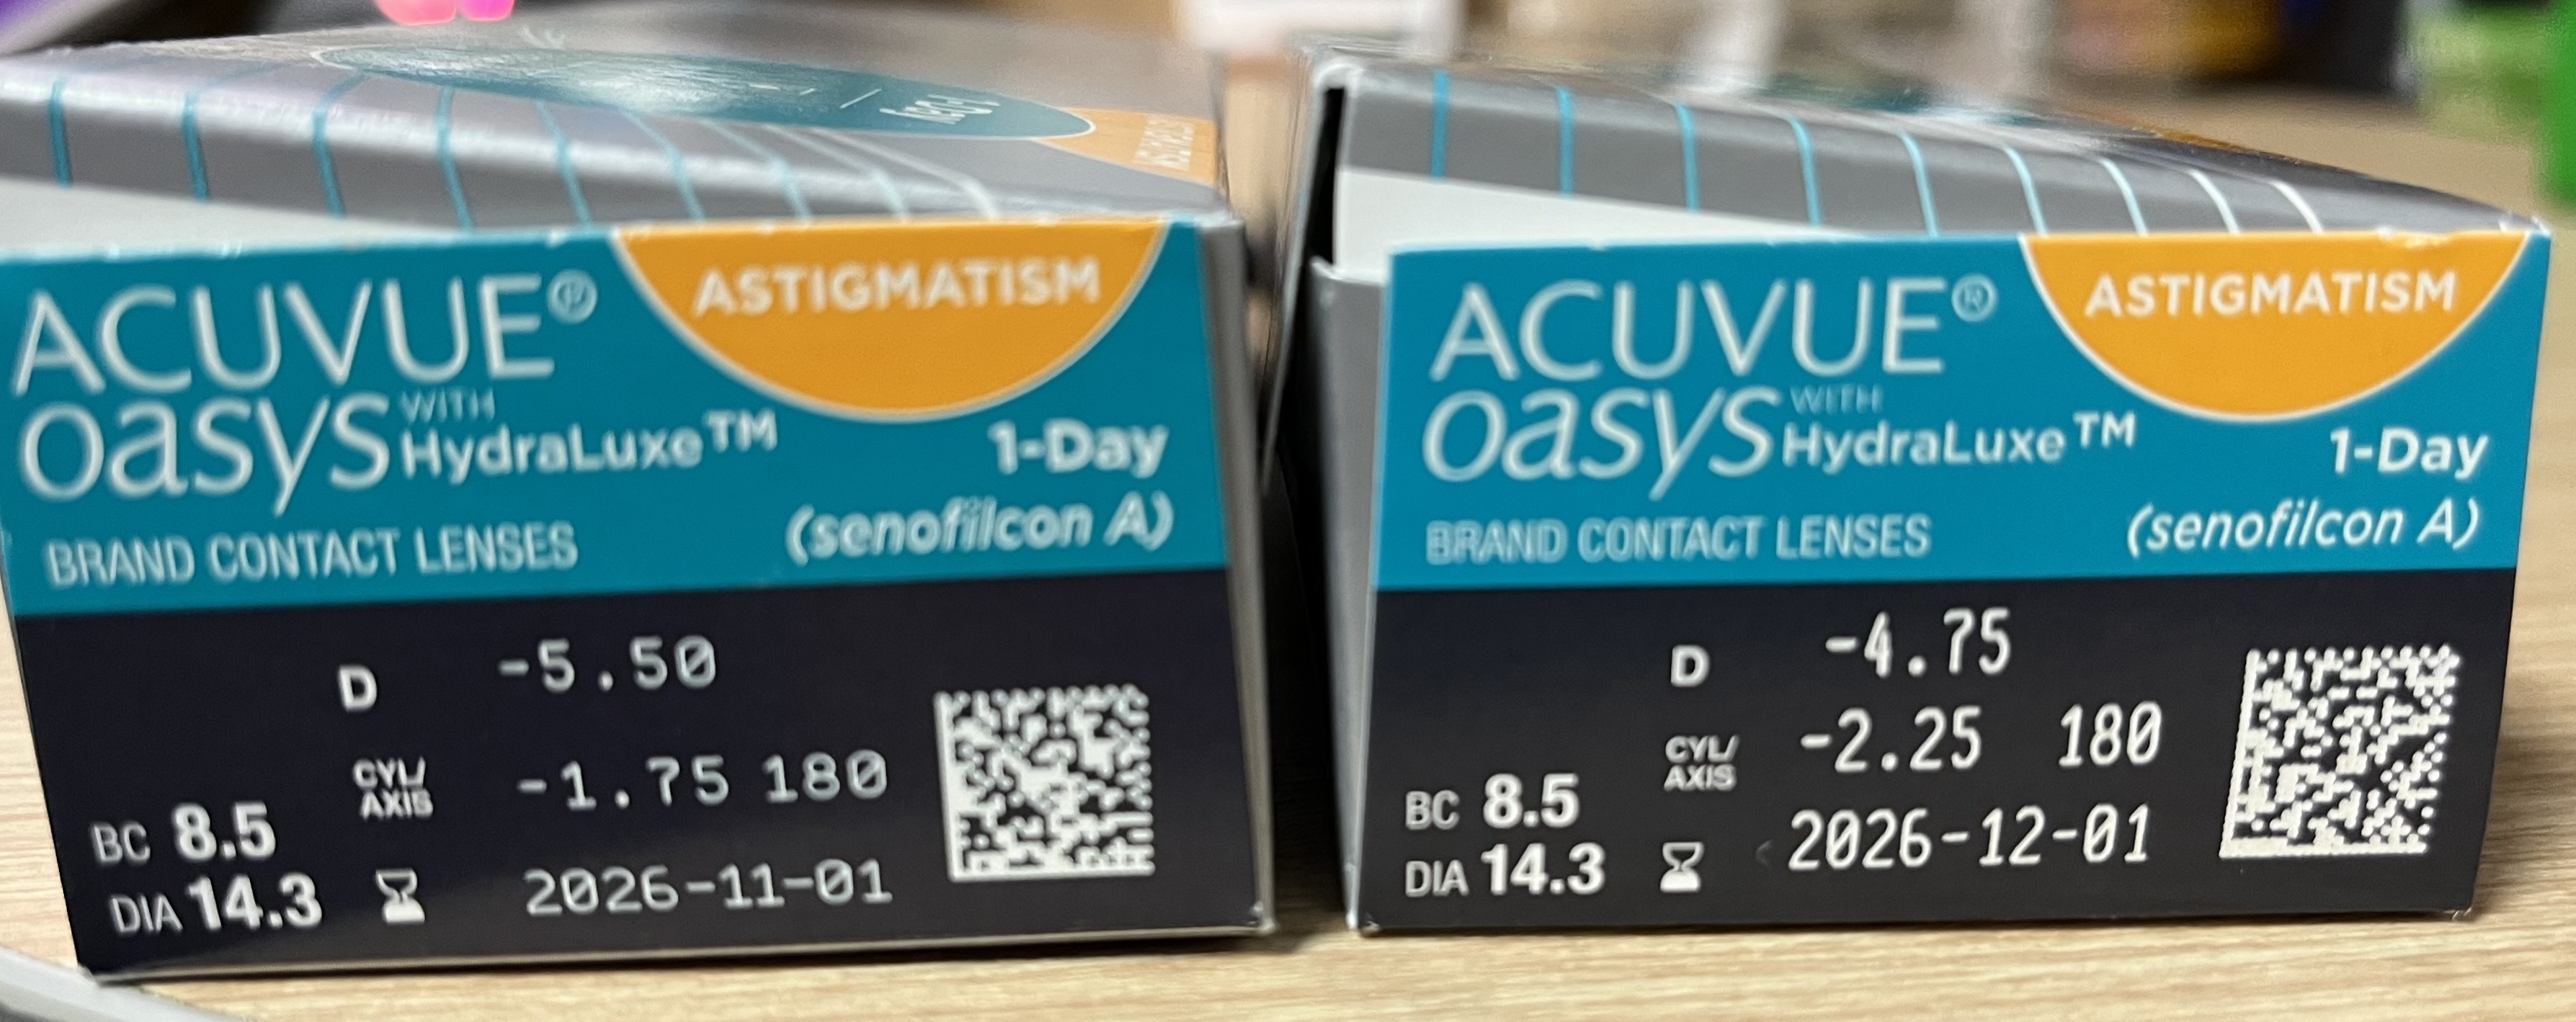 1-Day
ASTIGMATISM
ACUVUE®
OASYS WITH HydraLuxe™
1-Day
(senofilcon A)
BRAND CONTACT LENSES
D -5.50
CYL/AXIS -1.75 180
BC 8.5
DIA 14.3
2026-11-01
ASTIGMATISM
ACUVUE®
OASYS WITH HydraLuxe™
1-Day
(senofilcon A)
BRAND CONTACT LENSES
D -4.75
CYL/AXIS -2.25 180
BC 8.5
DIA 14.3
2026-12-01